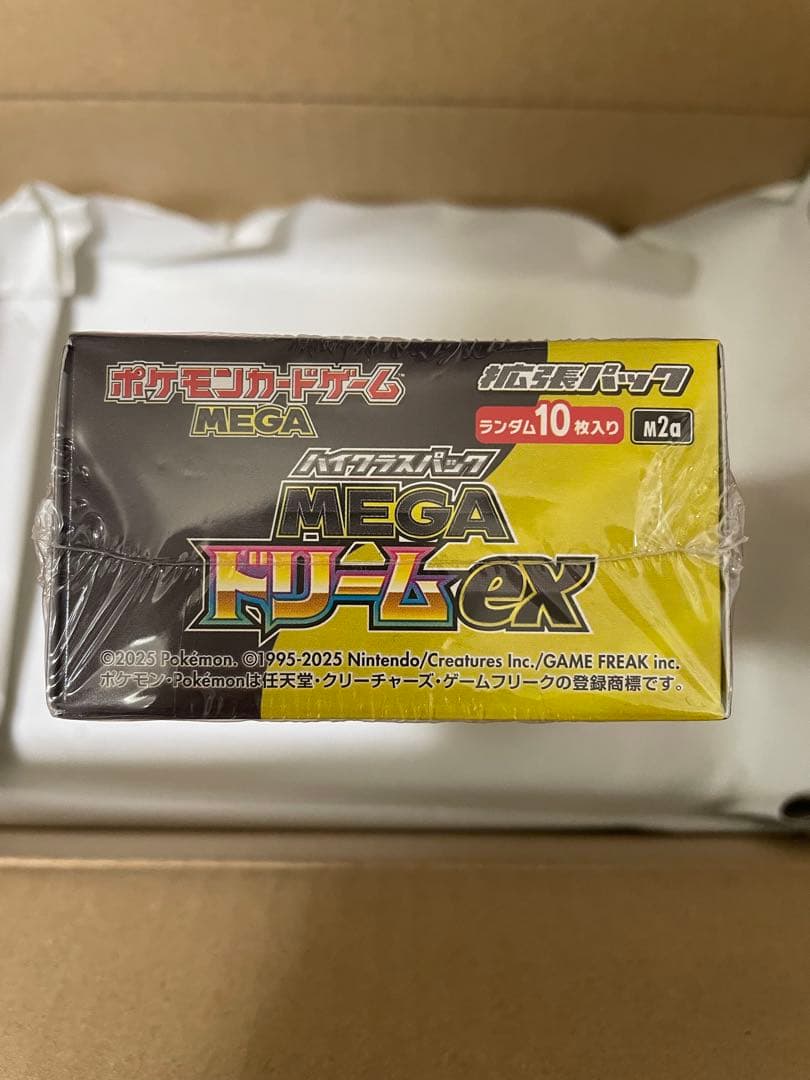 ポケモンカードゲーム
MEGA
拡張パック
ランダム10枚入り
M2a
ハイクラスパック
MEGA
ドリームex
©2025 Pokémon. ©1995-2025 Nintendo/Creatures Inc./GAME FREAK inc.
ポケモン・Pokémonは任天堂・クリーチャーズ・ゲームフリークの登録商標です。